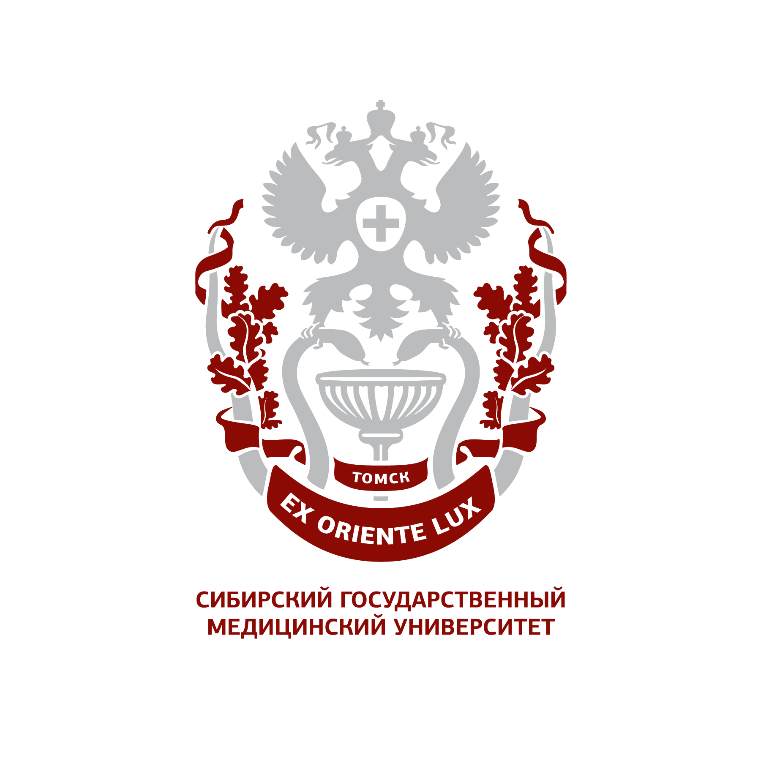 ТОМСК
EX ORIENTE LUX
СИБИРСКИЙ ГОСУДАРСТВЕННЫЙ
МЕДИЦИНСКИЙ УНИВЕРСИТЕТ